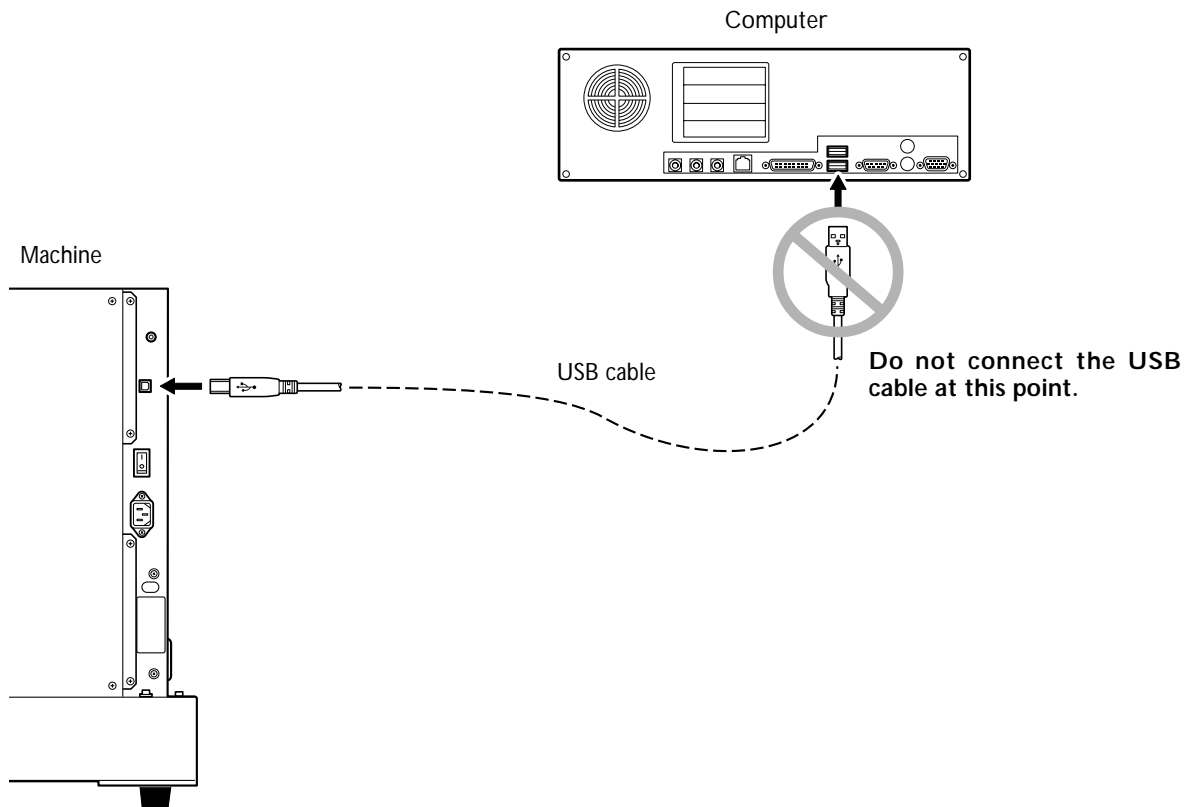 Computer
Machine
USB cable
Do not connect the USB
cable at this point.